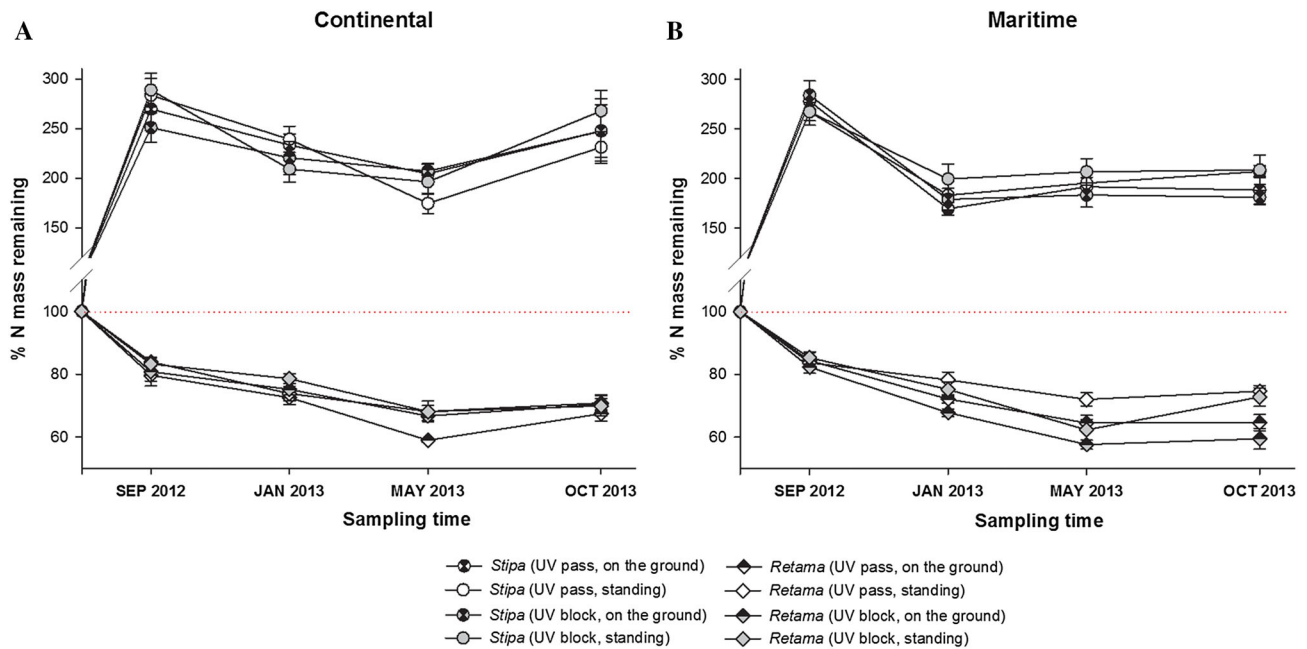 Continental
Maritime
A
B
% N mass remaining
300
250
200
150
100
80
60
SEP 2012
JAN 2013
MAY 2013
OCT 2013
Sampling time
% N mass remaining
300
250
200
150
100
80
60
SEP 2012
JAN 2013
MAY 2013
OCT 2013
Sampling time
Stipa (UV pass, on the ground)
Stipa (UV pass, standing)
Stipa (UV block, on the ground)
Stipa (UV block, standing)
Retama (UV pass, on the ground)
Retama (UV pass, standing)
Retama (UV block, on the ground)
Retama (UV block, standing)